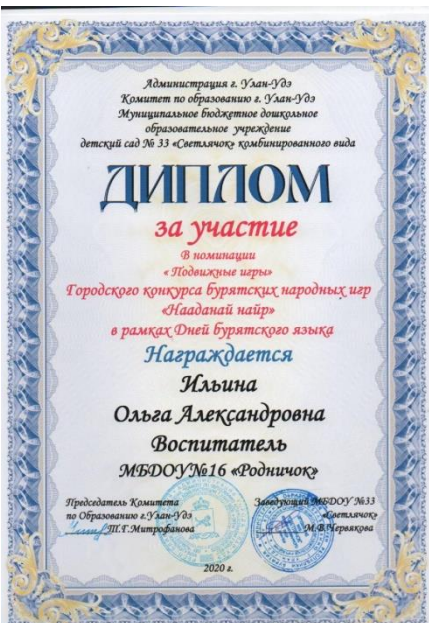 Администрация г. Улан-Удэ
Комитет по образованию г. Улан-Удэ
Муниципальное бюджетное дошкольное
образовательное учреждение
детский сад № 33 «Светлячок» комбинированного вида
ДИПЛОМ
за участие
В номинации
« Подвижные игры»
Городского конкурса бурятских народных игр
«Нааданай найр»
в рамках Дней бурятского языка
Награждается
Ильина
Ольга Александровна
Воспитатель
МБДОУ№16 «Родничок»
Председатель Комитета
по Образованию г.Улан-Удэ
Т.Г.Митрофанова
Заведующий МБДОУ №33
«Светлячок»
М.В.Червякова
2020 г.